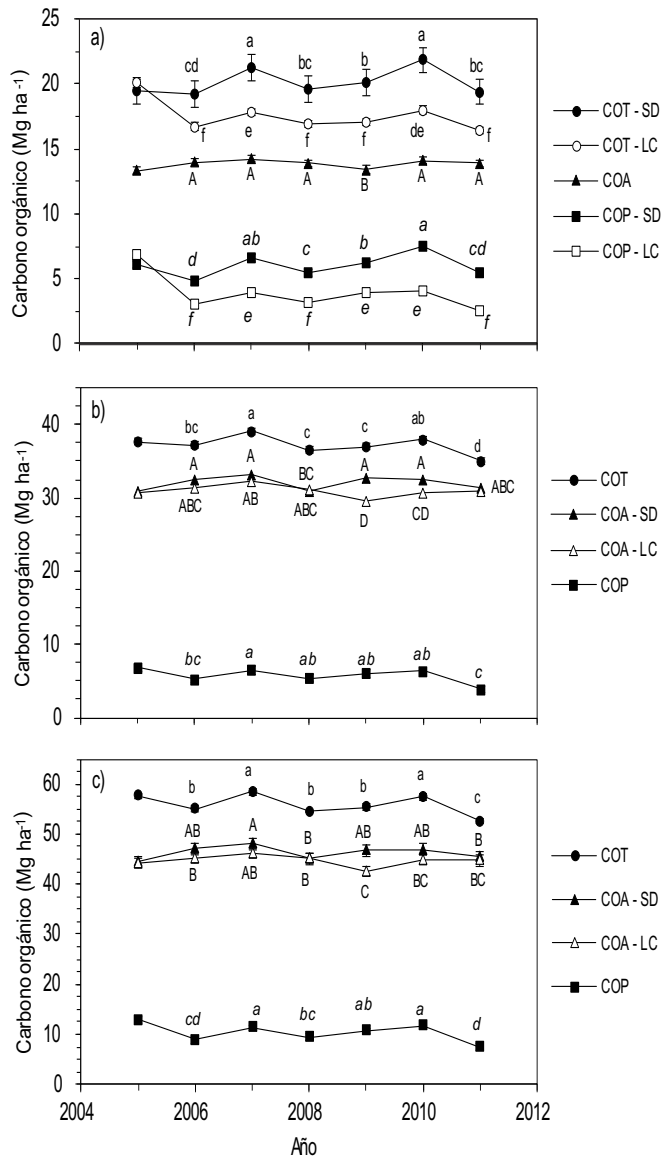 a)
Carbono orgánico (Mg ha⁻¹)
25
20
15
10
5
0
cd a bc b a bc
f e f f de f
A A A B A A
d ab c b a cd
f e f e e f
COT - SD
COT - LC
COA
COP - SD
COP - LC
b)
Carbono orgánico (Mg ha⁻¹)
40
30
20
10
0
bc a c c ab d
A A BC A A ABC
ABC AB ABC D CD
bc a ab ab ab c
COT
COA - SD
COA - LC
COP
c)
Carbono orgánico (Mg ha⁻¹)
60
50
40
30
20
10
0
b a b b a c
AB A B AB AB B
B AB B C BC BC
cd a bc ab a d
COT
COA - SD
COA - LC
COP
2004 2006 2008 2010 2012
Año